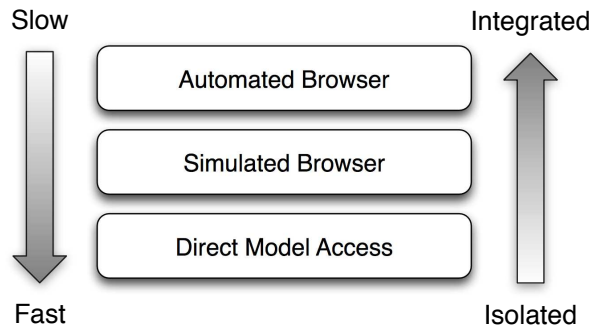 Slow
Integrated
Automated Browser
Simulated Browser
Direct Model Access
Fast
Isolated